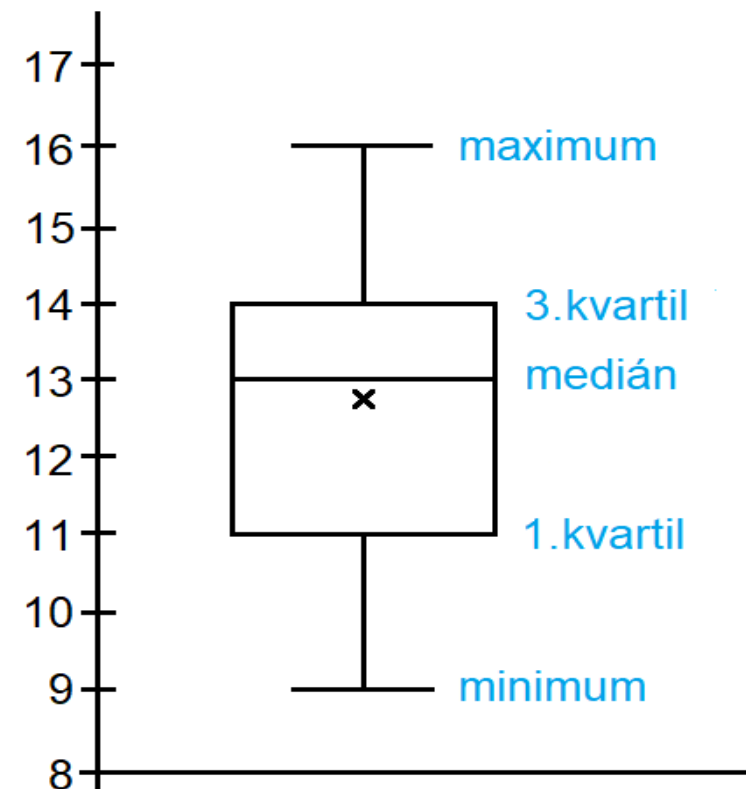 17
16 maximum
15
14 3.kvartil
13 medián
12
11 1.kvartil
10
9 minimum
8